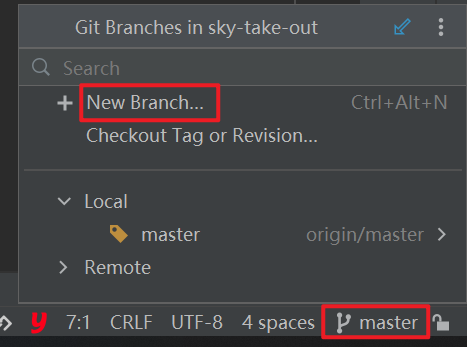 Git Branches in sky-take-out
Search
New Branch... Ctrl+Alt+N
Checkout Tag or Revision...
Local
master origin/master
Remote
y 7:1 CRLF UTF-8 4 spaces master